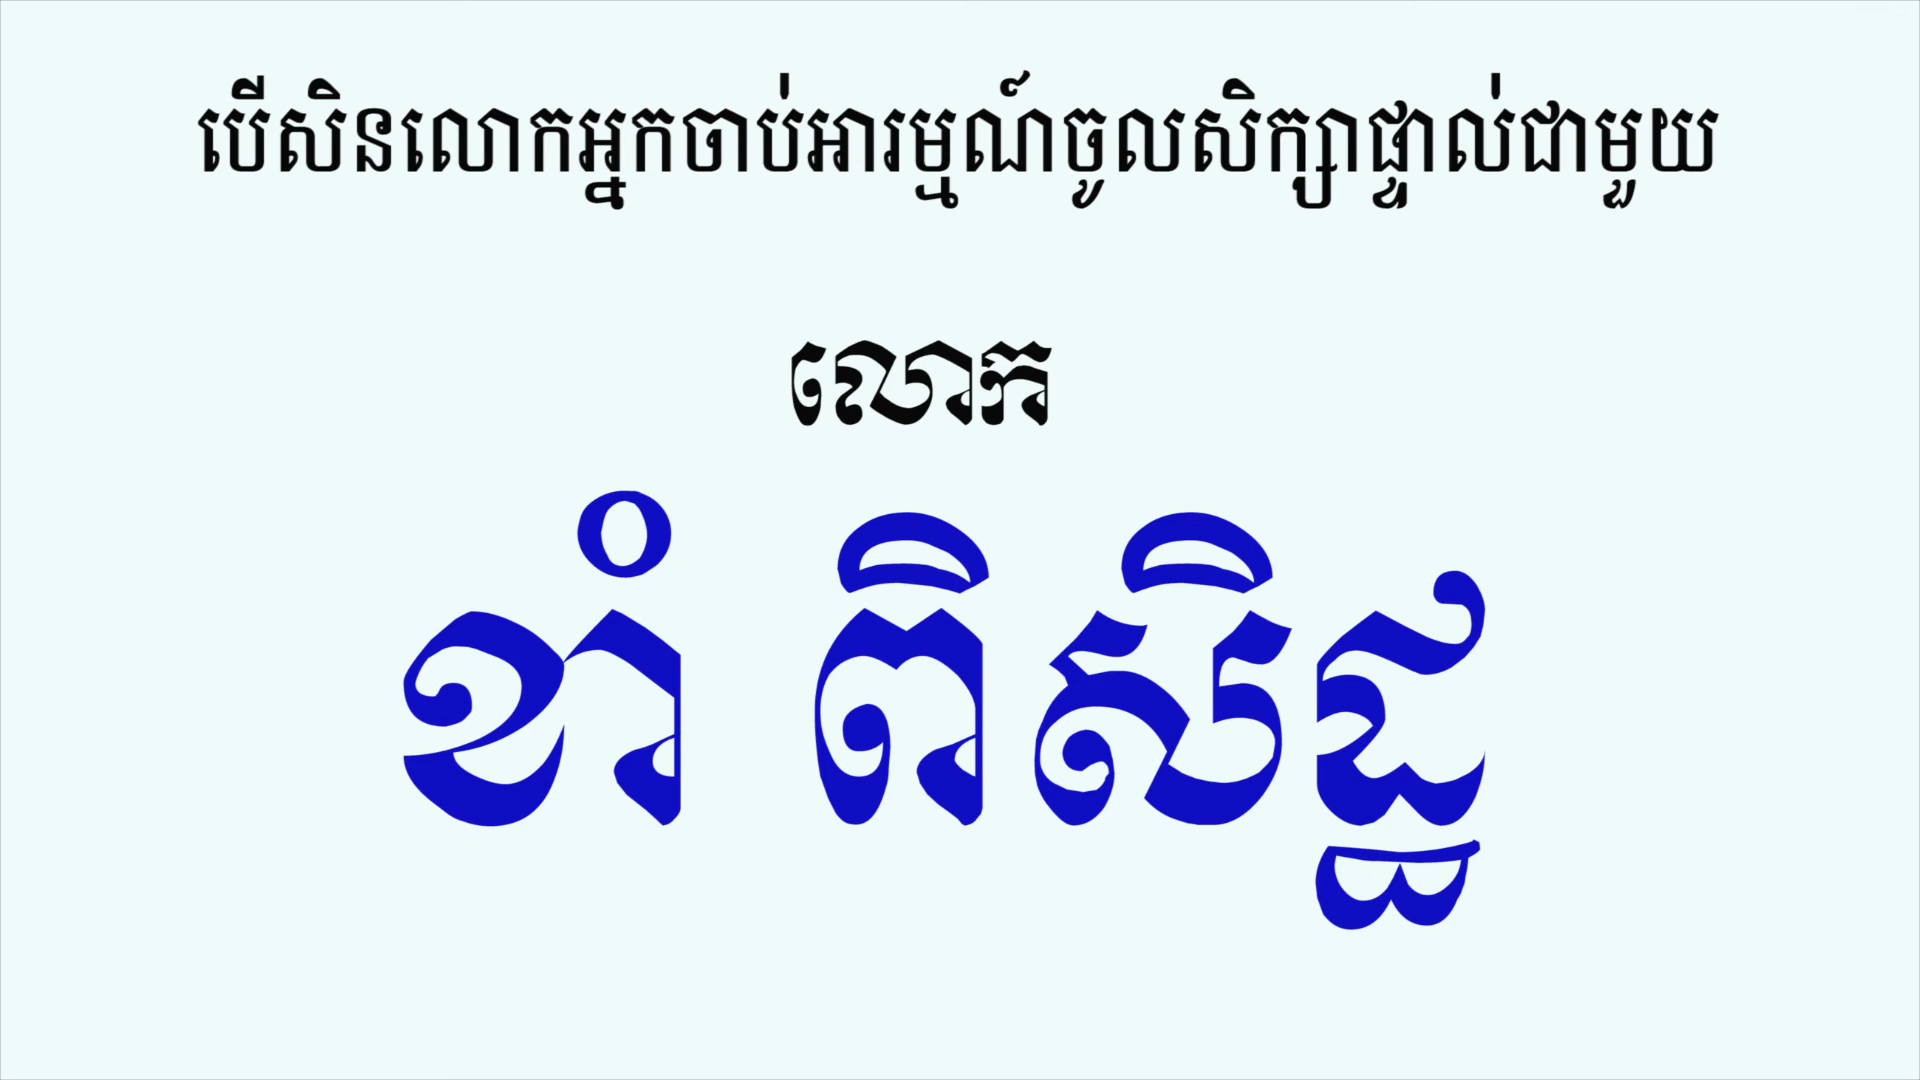 បើសិនលោកអ្នកចាប់អារម្មណ៍ចូលសិក្សាផ្ទាល់ជាមួយ
លោក
ខាំ ពិសិដ្ឋ